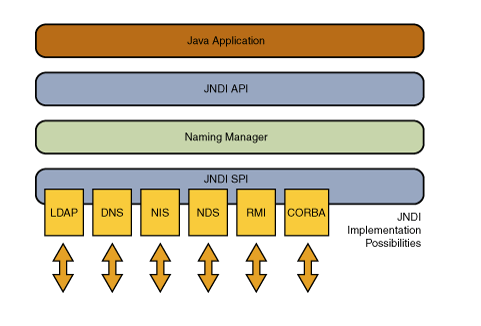 Java Application
JNDI API
Naming Manager
JNDI SPI
LDAP
DNS
NIS
NDS
RMI
CORBA
JNDI
Implementation
Possibilities